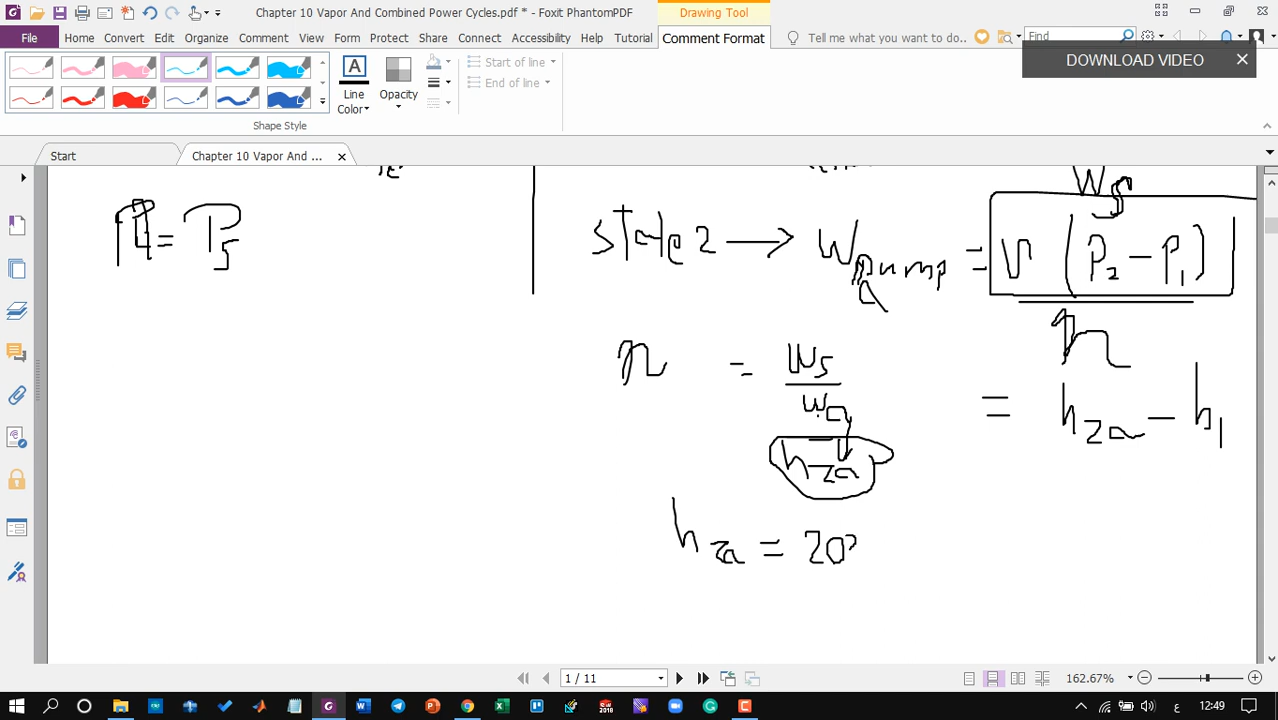 Chapter 10 Vapor And Combined Power Cycles.pdf * - Foxit PhantomPDF
Drawing Tool
File Home Convert Edit Organize Comment View Form Protect Share Connect Accessibility Help Tutorial Comment Format Tell me what you want to do.. Find
DOWNLOAD VIDEO
Line Color
Opacity
Start of line
End of line
Shape Style
Start
Chapter 10 Vapor And ...
Ws
P4 = P5
state 2 → W pump a = v (P2 - P1)
n
n = ws
wa
= h2a - h1
h2a
h2a = 20
1 / 11
162.67%
ع 12:49